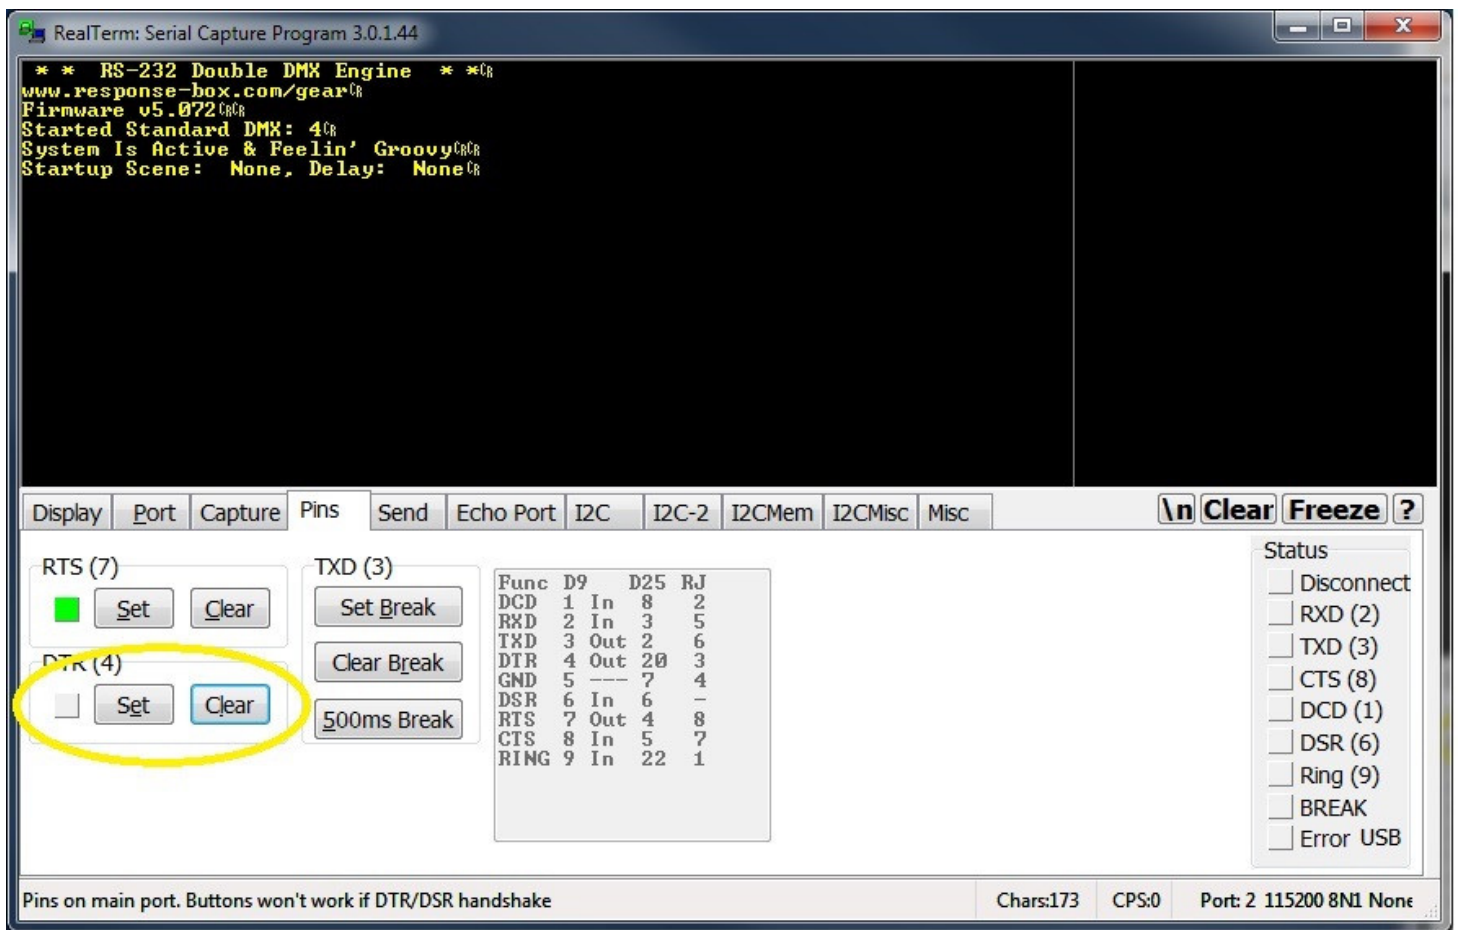 RealTerm: Serial Capture Program 3.0.1.44
* * RS-232 Double DMX Engine * *CR
www.response-box.com/gearCR
Firmware v5.072CRCR
Started Standard DMX: 4CR
System Is Active & Feelin' GroovyCRCR
Startup Scene: None, Delay: NoneCR
Display Port Capture Pins Send Echo Port I2C I2C-2 I2CMem I2CMisc Misc \n Clear Freeze ?
RTS (7)
Set Clear
DTR (4)
Set Clear
TXD (3)
Set Break
Clear Break
500ms Break
Func D9 D25 RJ
DCD 1 In 8 2
RXD 2 In 3 5
TXD 3 Out 2 6
DTR 4 Out 20 3
GND 5 --- 7 4
DSR 6 In 6 -
RTS 7 Out 4 8
CTS 8 In 5 7
RING 9 In 22 1
Status
Disconnect
RXD (2)
TXD (3)
CTS (8)
DCD (1)
DSR (6)
Ring (9)
BREAK
Error USB
Pins on main port. Buttons won't work if DTR/DSR handshake
Chars:173 CPS:0 Port: 2 115200 8N1 None